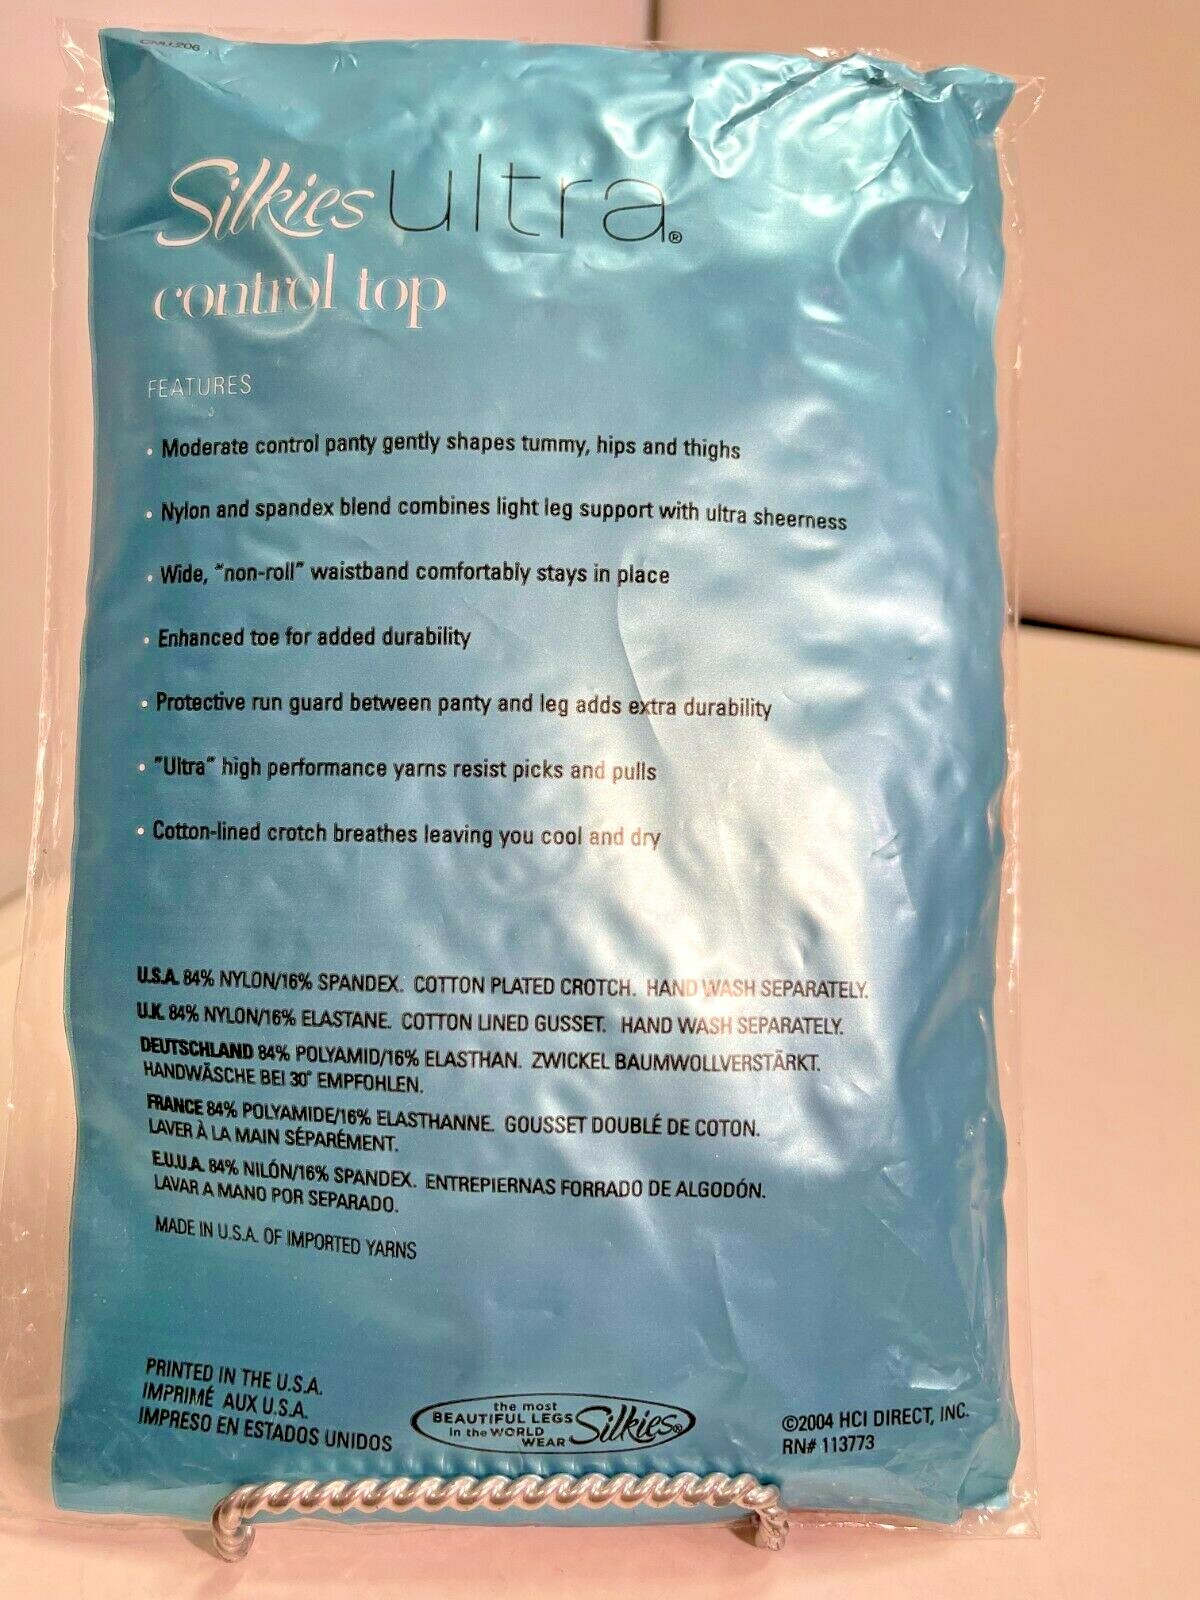 Silkies ultra®
control top
FEATURES
• Moderate control panty gently shapes tummy, hips and thighs
• Nylon and spandex blend combines light leg support with ultra sheerness
• Wide, "non-roll" waistband comfortably stays in place
• Enhanced toe for added durability
• Protective run guard between panty and leg adds extra durability
• "Ultra" high performance yarns resist picks and pulls
• Cotton-lined crotch breathes leaving you cool and dry
U.S.A. 84% NYLON/16% SPANDEX. COTTON PLATED CROTCH. HAND WASH SEPARATELY.
U.K. 84% NYLON/16% ELASTANE. COTTON LINED GUSSET. HAND WASH SEPARATELY.
DEUTSCHLAND 84% POLYAMID/16% ELASTHAN. ZWICKEL BAUMWOLLVERSTÄRKT.
HANDWÄSCHE BEI 30° EMPFOHLEN.
FRANCE 84% POLYAMIDE/16% ELASTHANNE. GOUSSET DOUBLÉ DE COTON.
LAVER À LA MAIN SÉPARÉMENT.
E.U.U.A. 84% NILÓN/16% SPANDEX. ENTREPIERNAS FORRADO DE ALGODÓN.
LAVAR A MANO POR SEPARADO.
MADE IN U.S.A. OF IMPORTED YARNS
PRINTED IN THE U.S.A.
IMPRIMÉ AUX U.S.A.
IMPRESO EN ESTADOS UNIDOS
the most
BEAUTIFUL LEGS
in the WORLD
WEAR Silkies®
©2004 HCI DIRECT, INC.
RN# 113773